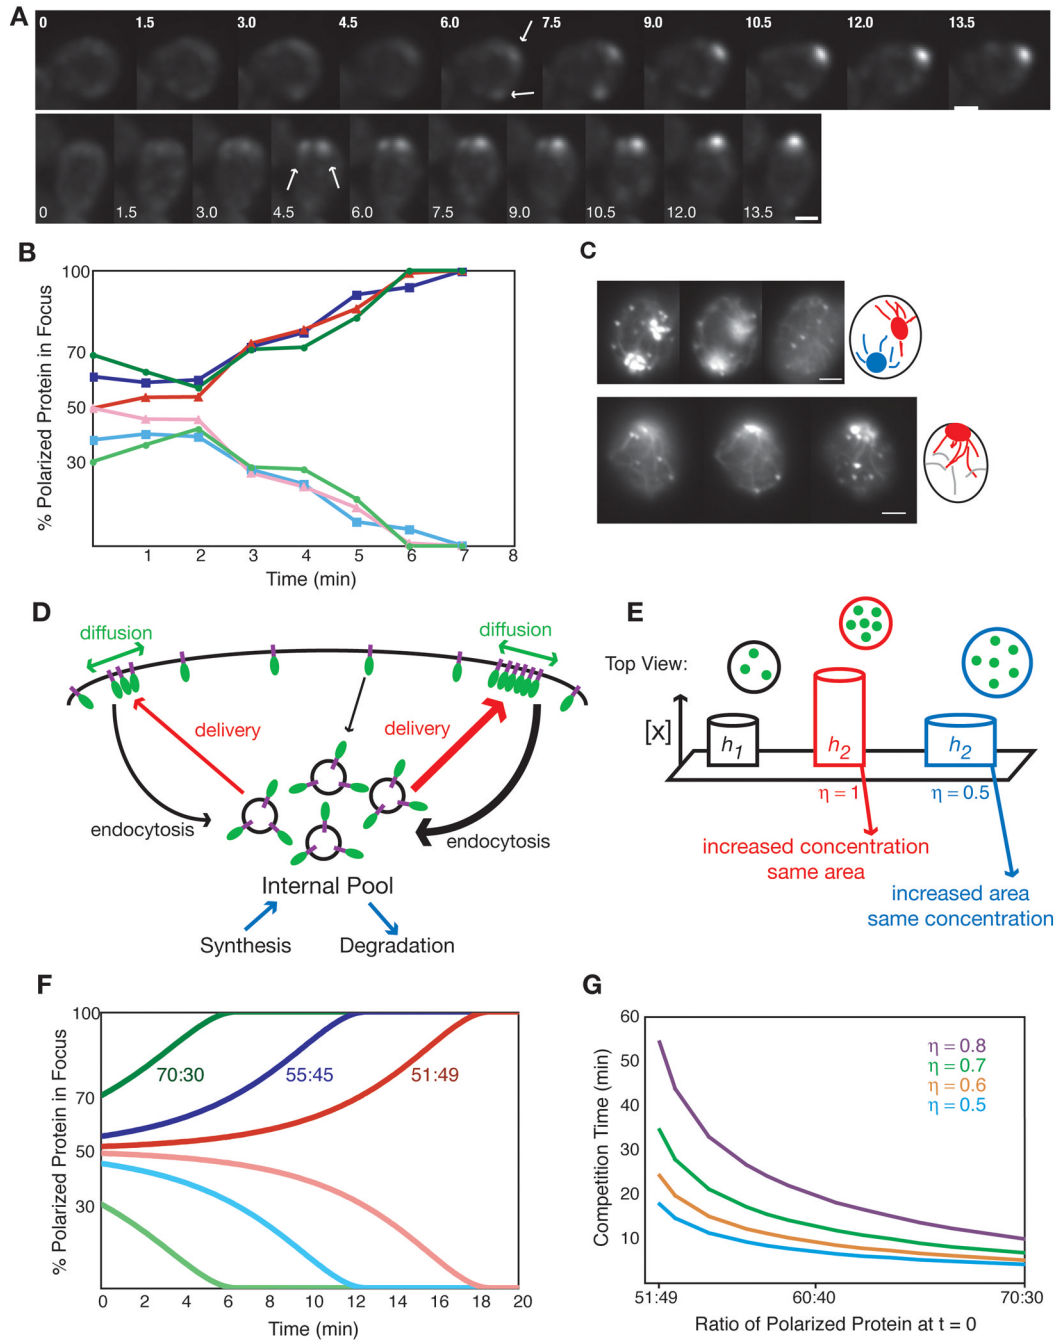 A
0 1.5 3.0 4.5 6.0 7.5 9.0 10.5 12.0 13.5
0 1.5 3.0 4.5 6.0 7.5 9.0 10.5 12.0 13.5
B
% Polarized Protein in Focus
100
70
50
30
1 2 3 4 5 6 7 8
Time (min)
C
D
diffusion
diffusion
delivery
delivery
endocytosis
endocytosis
Internal Pool
Synthesis
Degradation
E
Top View:
[x]
h1
h2
h2
η = 1
η = 0.5
increased concentration
same area
increased area
same concentration
F
% Polarized Protein in Focus
100
70
50
30
70:30
55:45
51:49
0 2 4 6 8 10 12 14 16 18 20
Time (min)
G
Competition Time (min)
60
50
40
30
20
10
η = 0.8
η = 0.7
η = 0.6
η = 0.5
51:49 60:40 70:30
Ratio of Polarized Protein at t = 0